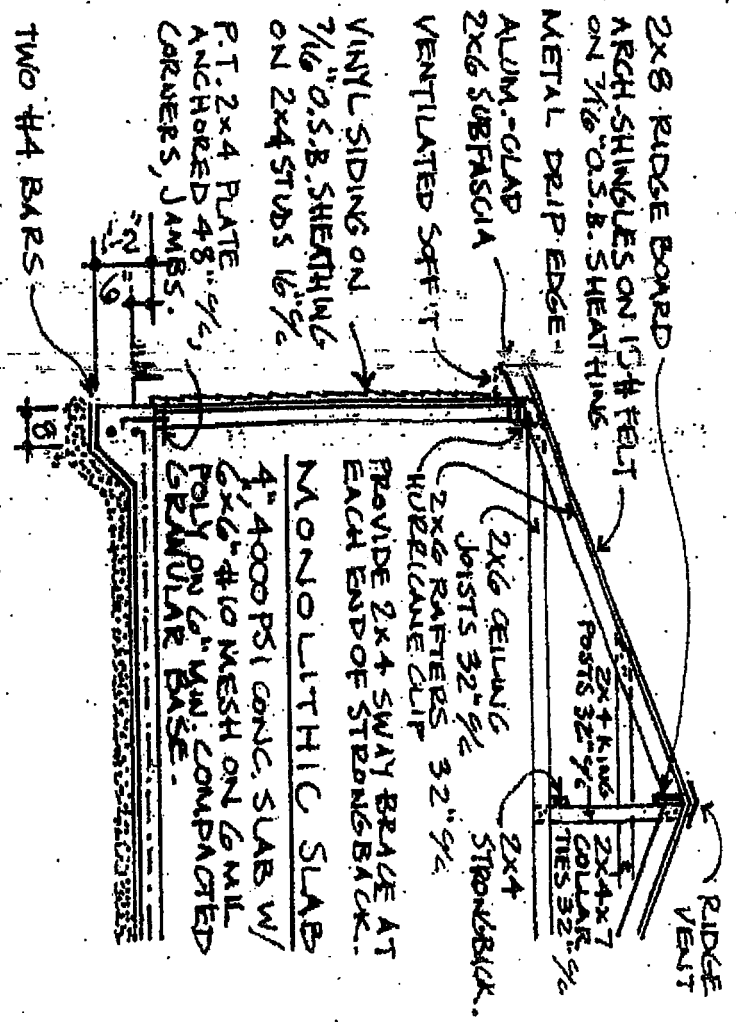 2X8 RIDGE BOARD
ARCH. SHINGLES ON 15# FELT
ON 7/16" O.S.B. SHEATHING
METAL DRIP EDGE
ALUM.-CLAD
2X6 SUBFASCIA
VENTILATED SOFFIT
VINYL SIDING ON
7/16" O.S.B. SHEATHING
ON 2X4 STUDS 16" O/C
P.T. 2X4 PLATE
ANCHORED 48" O/C,
CORNERS, JAMBS.
TWO #4 BARS
RIDGE
VENT
2X4X7
COLLAR
TIES 32" O/C
2X4 KING
POSTS 32" O/C
2X4
STRONGBACK..
2X6 CEILING
JOISTS 32" O/C
2X6 RAFTERS 32" O/C
HURRICANE CLIP
PROVIDE 2X4 SWAY BRACE AT
EACH END OF STRONGBACK..
MONOLITHIC SLAB
4", 4000 PSI CONC. SLAB W/
6X6" #10 MESH ON 6 MIL
POLY ON 6" MIN. COMPACTED
GRANULAR BASE.
12"
6"
18